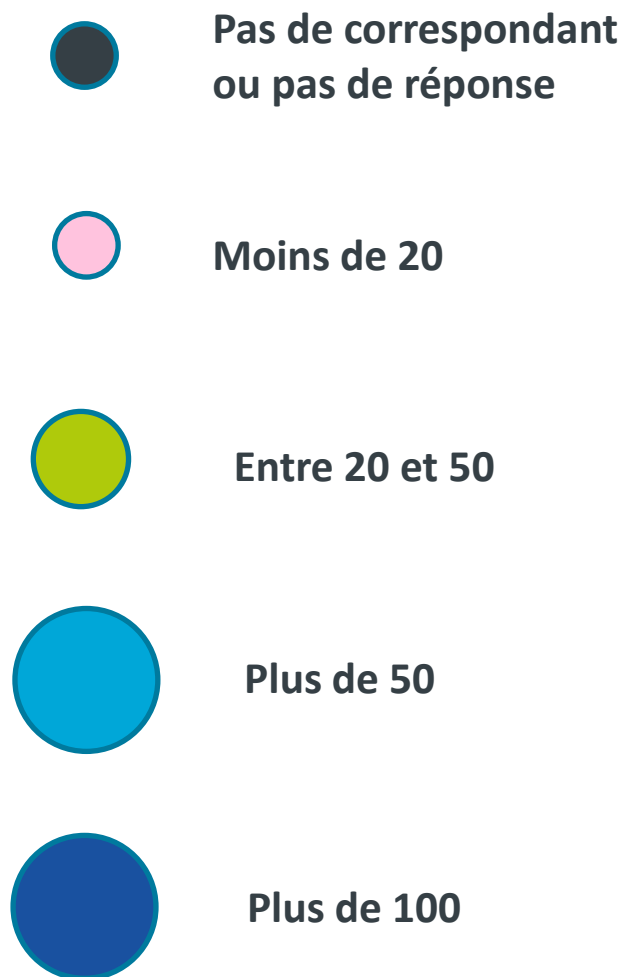 Pas de correspondant
ou pas de réponse
Moins de 20
Entre 20 et 50
Plus de 50
Plus de 100